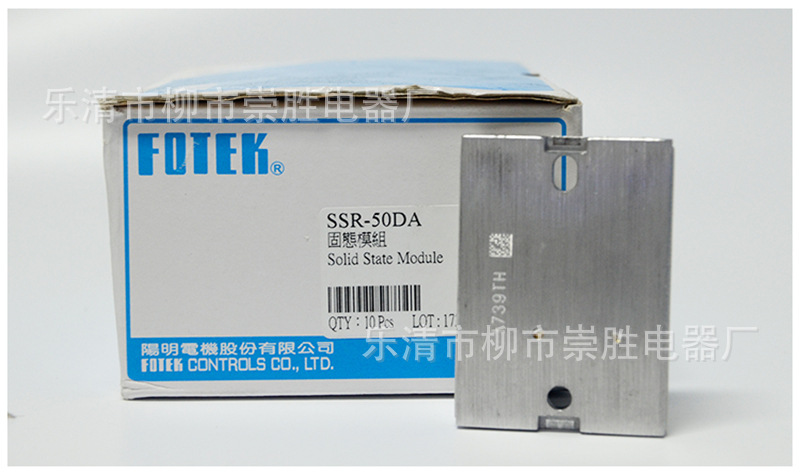 乐清市柳市崇胜电器厂
FOTEK®
SSR-50DA
固態模組
Solid State Module
QTY：10 Pcs LOT : 17
陽明電機股份有限公司
FOTEK CONTROLS CO., LTD.
A739TH
乐清市柳市崇胜电器厂